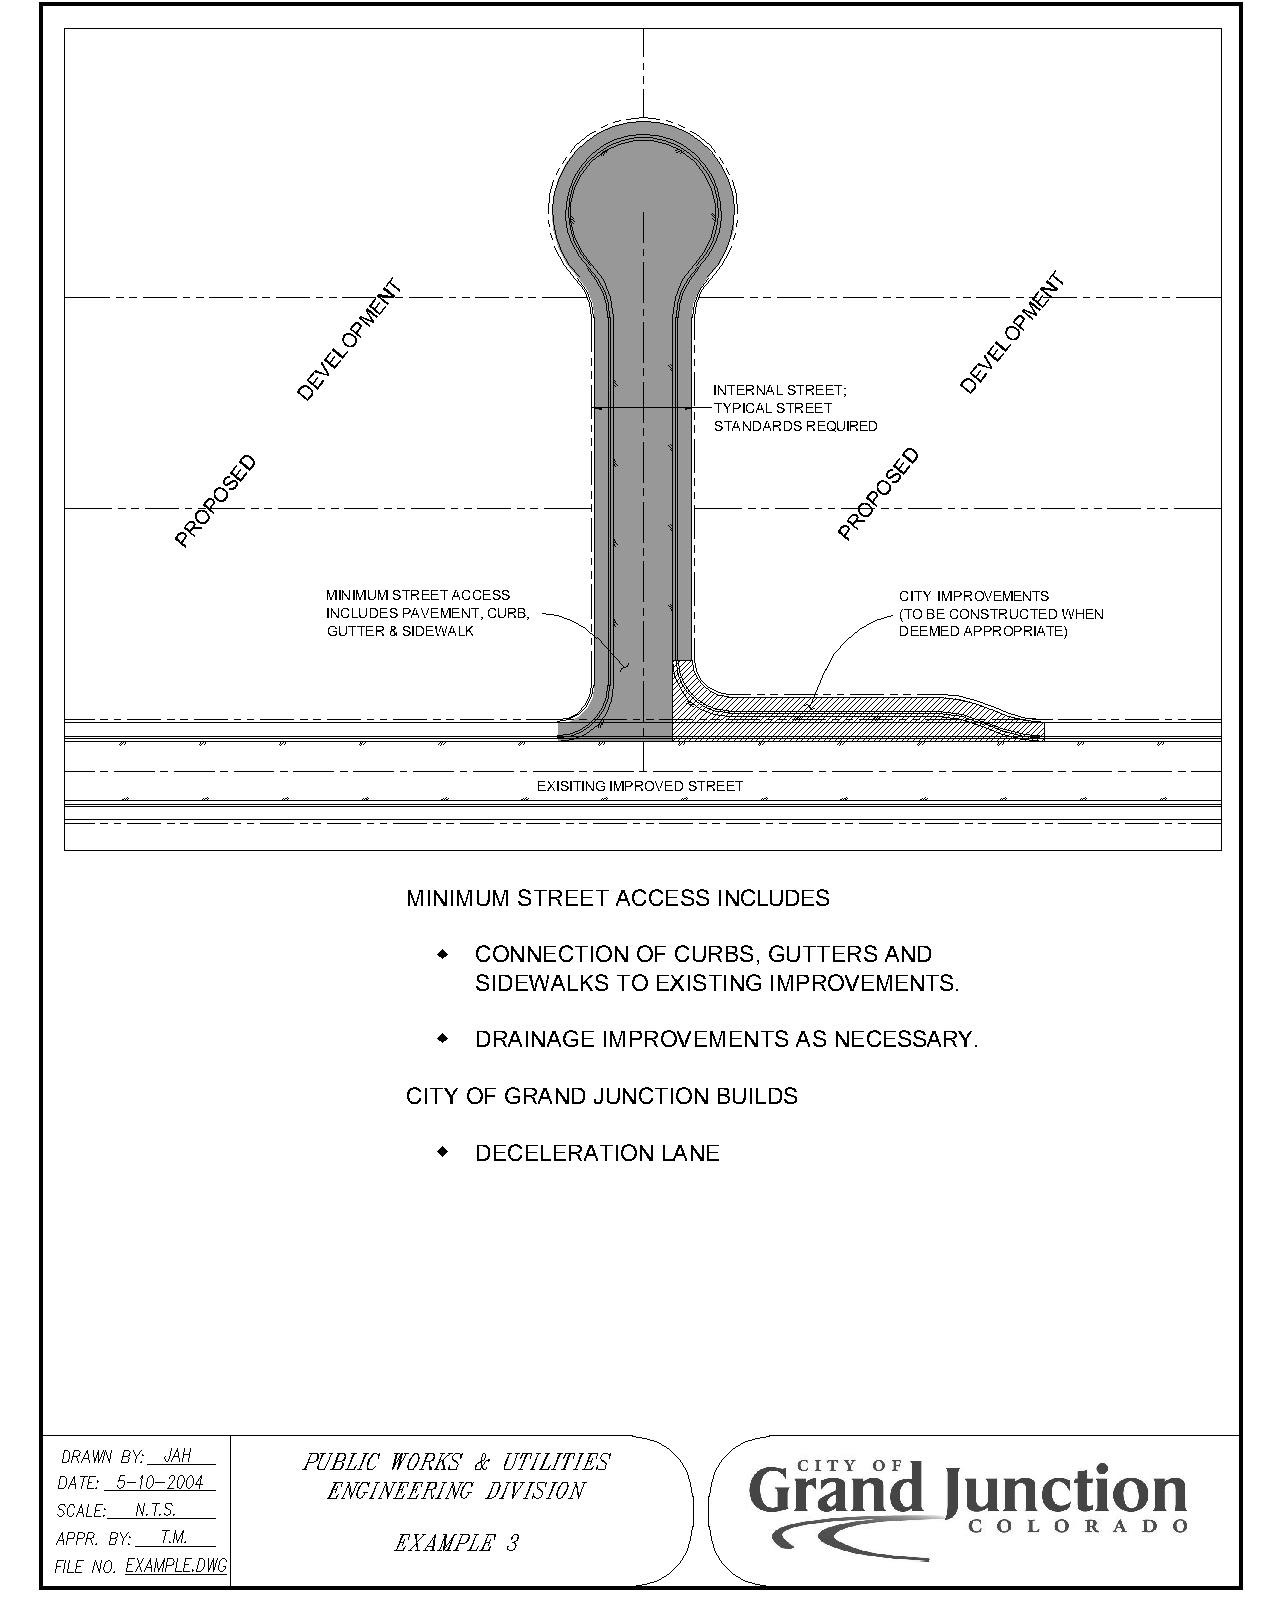 DEVELOPMENT
DEVELOPMENT
INTERNAL STREET;
TYPICAL STREET
STANDARDS REQUIRED
PROPOSED
PROPOSED
MINIMUM STREET ACCESS
INCLUDES PAVEMENT, CURB,
GUTTER & SIDEWALK
CITY IMPROVEMENTS
(TO BE CONSTRUCTED WHEN
DEEMED APPROPRIATE)
EXISITING IMPROVED STREET
MINIMUM STREET ACCESS INCLUDES
◆ CONNECTION OF CURBS, GUTTERS AND
SIDEWALKS TO EXISTING IMPROVEMENTS.
◆ DRAINAGE IMPROVEMENTS AS NECESSARY.
CITY OF GRAND JUNCTION BUILDS
◆ DECELERATION LANE
DRAWN BY: JAH
DATE: 5-10-2004
SCALE: N.T.S.
APPR. BY: T.M.
FILE NO. EXAMPLE.DWG
PUBLIC WORKS & UTILITIES
ENGINEERING DIVISION
EXAMPLE 3
CITY OF
Grand Junction
COLORADO